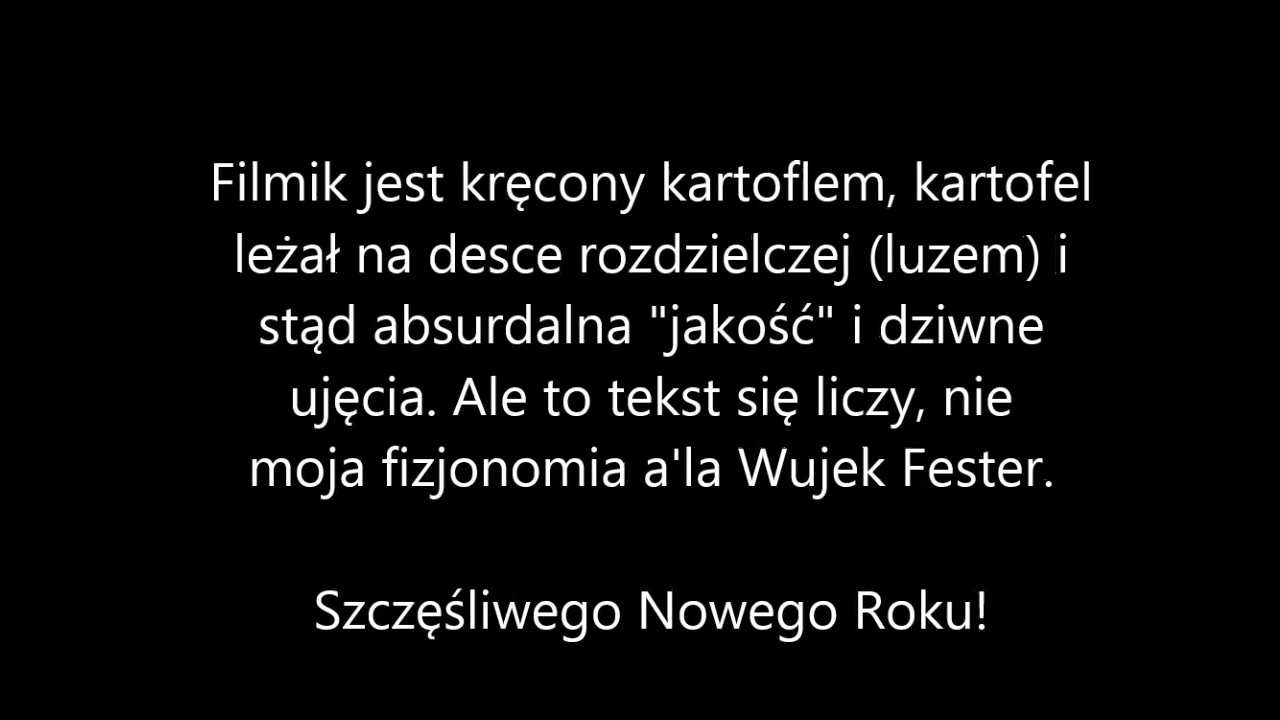 Filmik jest kręcony kartoflem, kartofel
leżał na desce rozdzielczej (luzem) i
stąd absurdalna "jakość" i dziwne
ujęcia. Ale to tekst się liczy, nie
moja fizjonomia a'la Wujek Fester.
Szczęśliwego Nowego Roku!